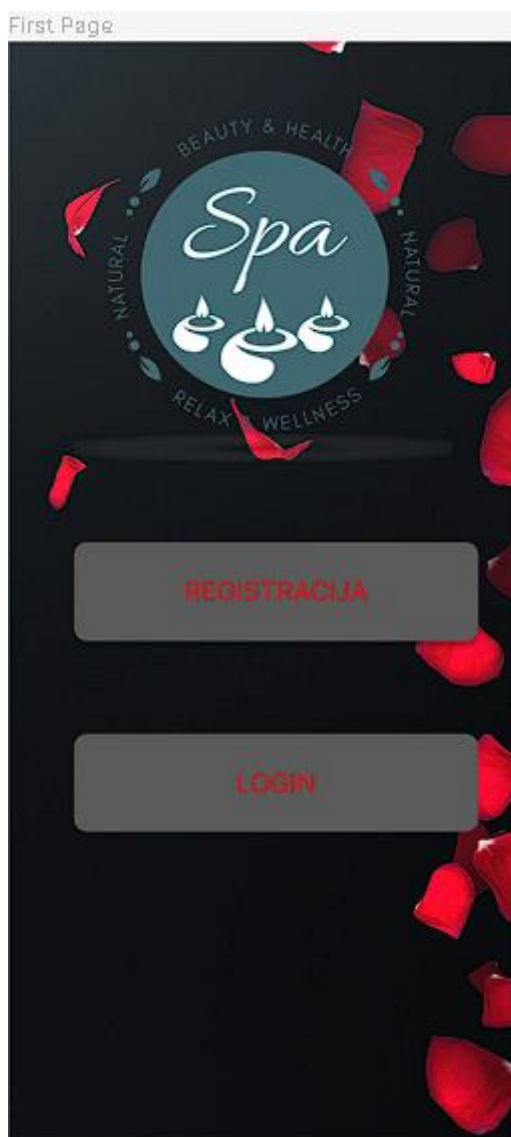 First Page
BEAUTY & HEALTH
NATURAL
Spa
NATURAL
RELAX & WELLNESS
REGISTRACIJA
LOGIN